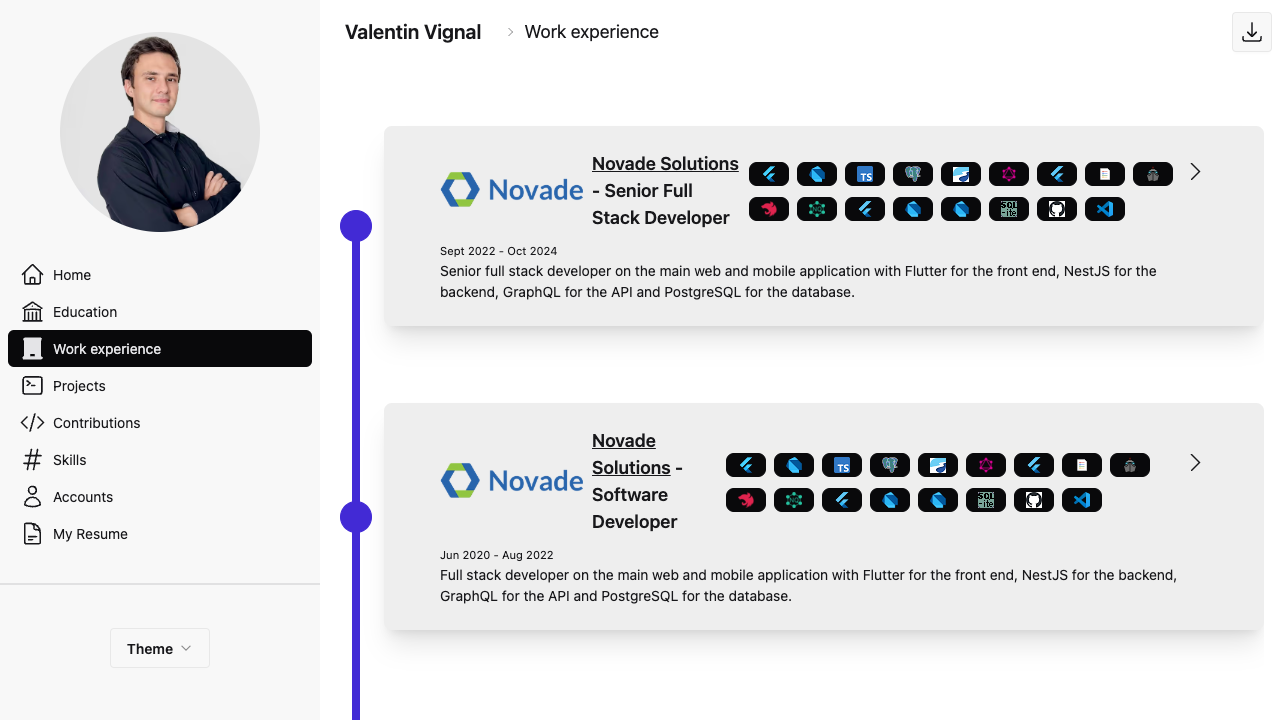 Valentin Vignal
Work experience
Home
Education
Work experience
Projects
Contributions
Skills
Accounts
My Resume
Theme
Novade
Novade Solutions
- Senior Full
Stack Developer
TS
Sept 2022 - Oct 2024
Senior full stack developer on the main web and mobile application with Flutter for the front end, NestJS for the
backend, GraphQL for the API and PostgreSQL for the database.
Novade
Novade
Solutions -
Software
Developer
TS
Jun 2020 - Aug 2022
Full stack developer on the main web and mobile application with Flutter for the front end, NestJS for the backend,
GraphQL for the API and PostgreSQL for the database.